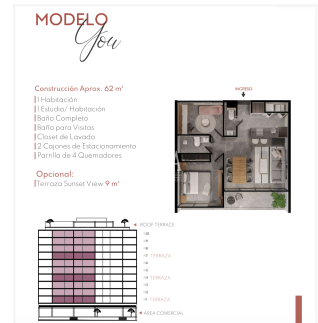 MODELO
You
Construcción Aprox. 62 m²
1 Habitación
1 Estudio/ Habitación
Baño Completo
Baño para Visitas
Closet de Lavado
2 Cajones de Estacionamiento
Parrilla de 4 Quemadores
Opcional:
Terraza Sunset View 9 m²
INGRESO
ROOF TERRACE
TERRAZA
TERRAZA
TERRAZA
ÁREA COMERCIAL